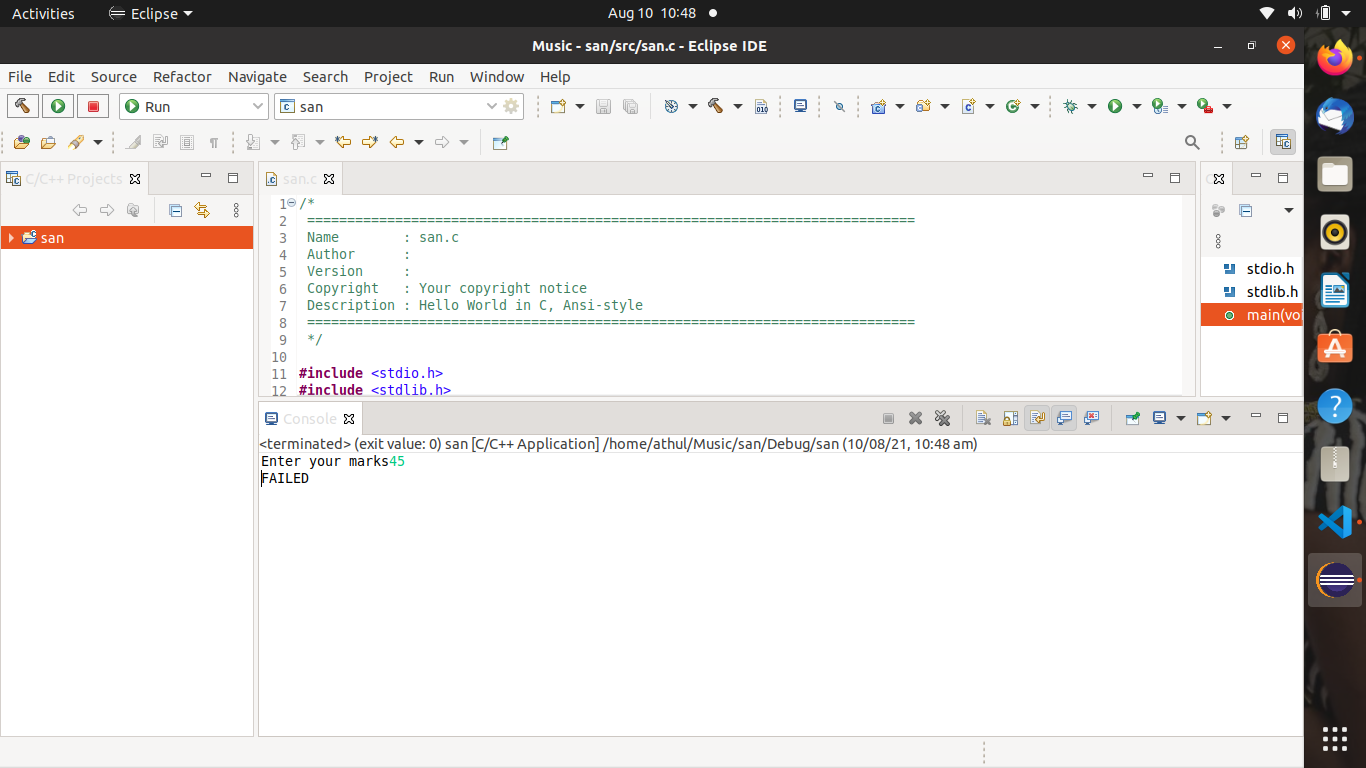 Activities Eclipse Aug 10 10:48
Music - san/src/san.c - Eclipse IDE
File Edit Source Refactor Navigate Search Project Run Window Help
Run san
C/C++ Projects
san.c
san
1 /*
2 ============================================================================
3 Name : san.c
4 Author :
5 Version :
6 Copyright : Your copyright notice
7 Description : Hello World in C, Ansi-style
8 ============================================================================
9 */
10
11 #include <stdio.h>
12 #include <stdlib.h>
stdio.h
stdlib.h
main(voi
Console
<terminated> (exit value: 0) san [C/C++ Application] /home/athul/Music/san/Debug/san (10/08/21, 10:48 am)
Enter your marks45
FAILED